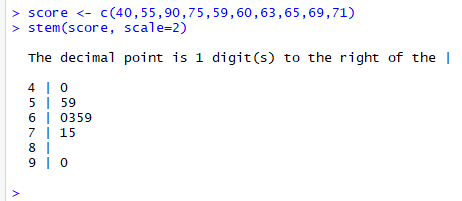 > score <- c(40,55,90,75,59,60,63,65,69,71)
> stem(score, scale=2)
The decimal point is 1 digit(s) to the right of the |
4 | 0
5 | 59
6 | 0359
7 | 15
8 |
9 | 0
>